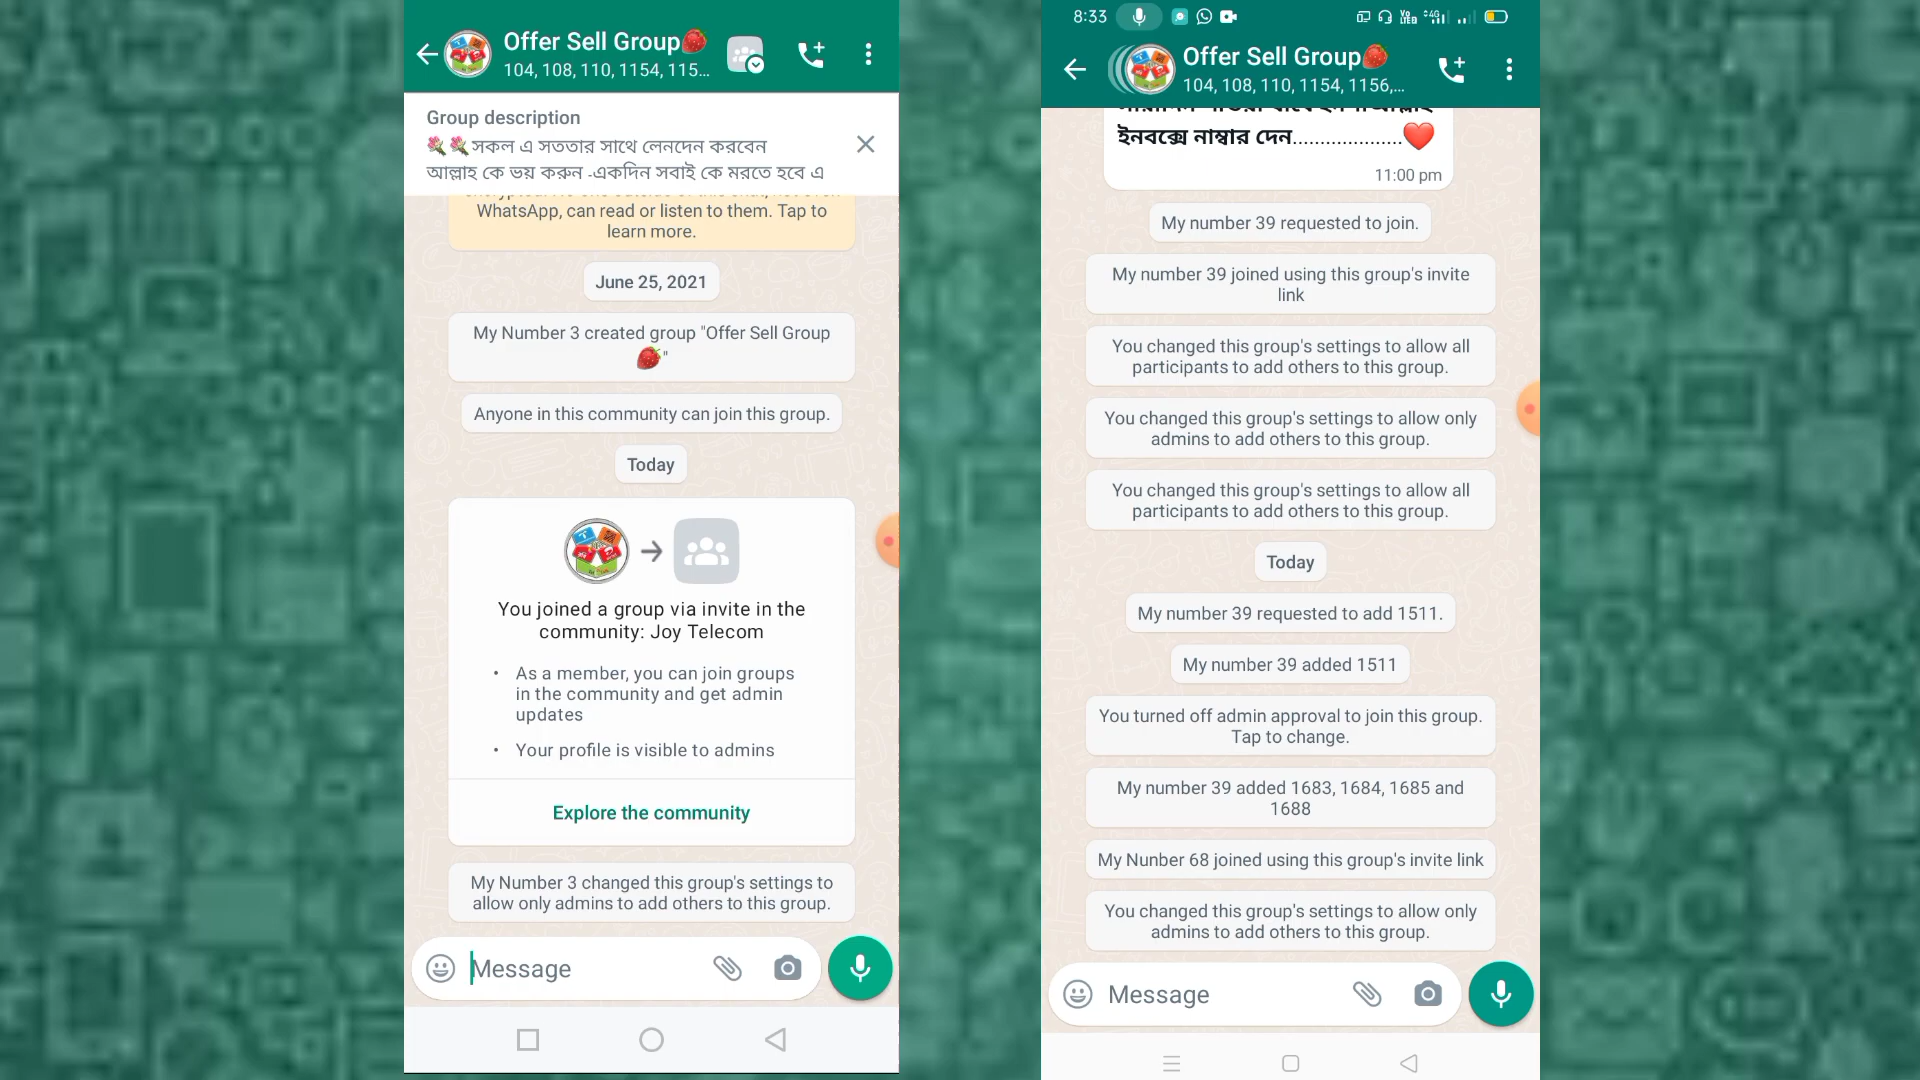 Offer Sell Group🍓
104, 108, 110, 1154, 115...
Group description
💐💐সকল এ সততার সাথে লেনদেন করবেন
আল্লাহ কে ভয় করুন -একদিন সবাই কে মরতে হবে এ
WhatsApp, can read or listen to them. Tap to
learn more.
June 25, 2021
My Number 3 created group "Offer Sell Group
🍓"
Anyone in this community can join this group.
Today
You joined a group via invite in the
community: Joy Telecom
• As a member, you can join groups
in the community and get admin
updates
• Your profile is visible to admins
Explore the community
My Number 3 changed this group's settings to
allow only admins to add others to this group.
Message
8:33
4G
Offer Sell Group🍓
104, 108, 110, 1154, 1156,...
ইনবক্সে নাম্বার দেন....................❤️
11:00 pm
My number 39 requested to join.
My number 39 joined using this group's invite
link
You changed this group's settings to allow all
participants to add others to this group.
You changed this group's settings to allow only
admins to add others to this group.
You changed this group's settings to allow all
participants to add others to this group.
Today
My number 39 requested to add 1511.
My number 39 added 1511
You turned off admin approval to join this group.
Tap to change.
My number 39 added 1683, 1684, 1685 and
1688
My Nunber 68 joined using this group's invite link
You changed this group's settings to allow only
admins to add others to this group.
Message